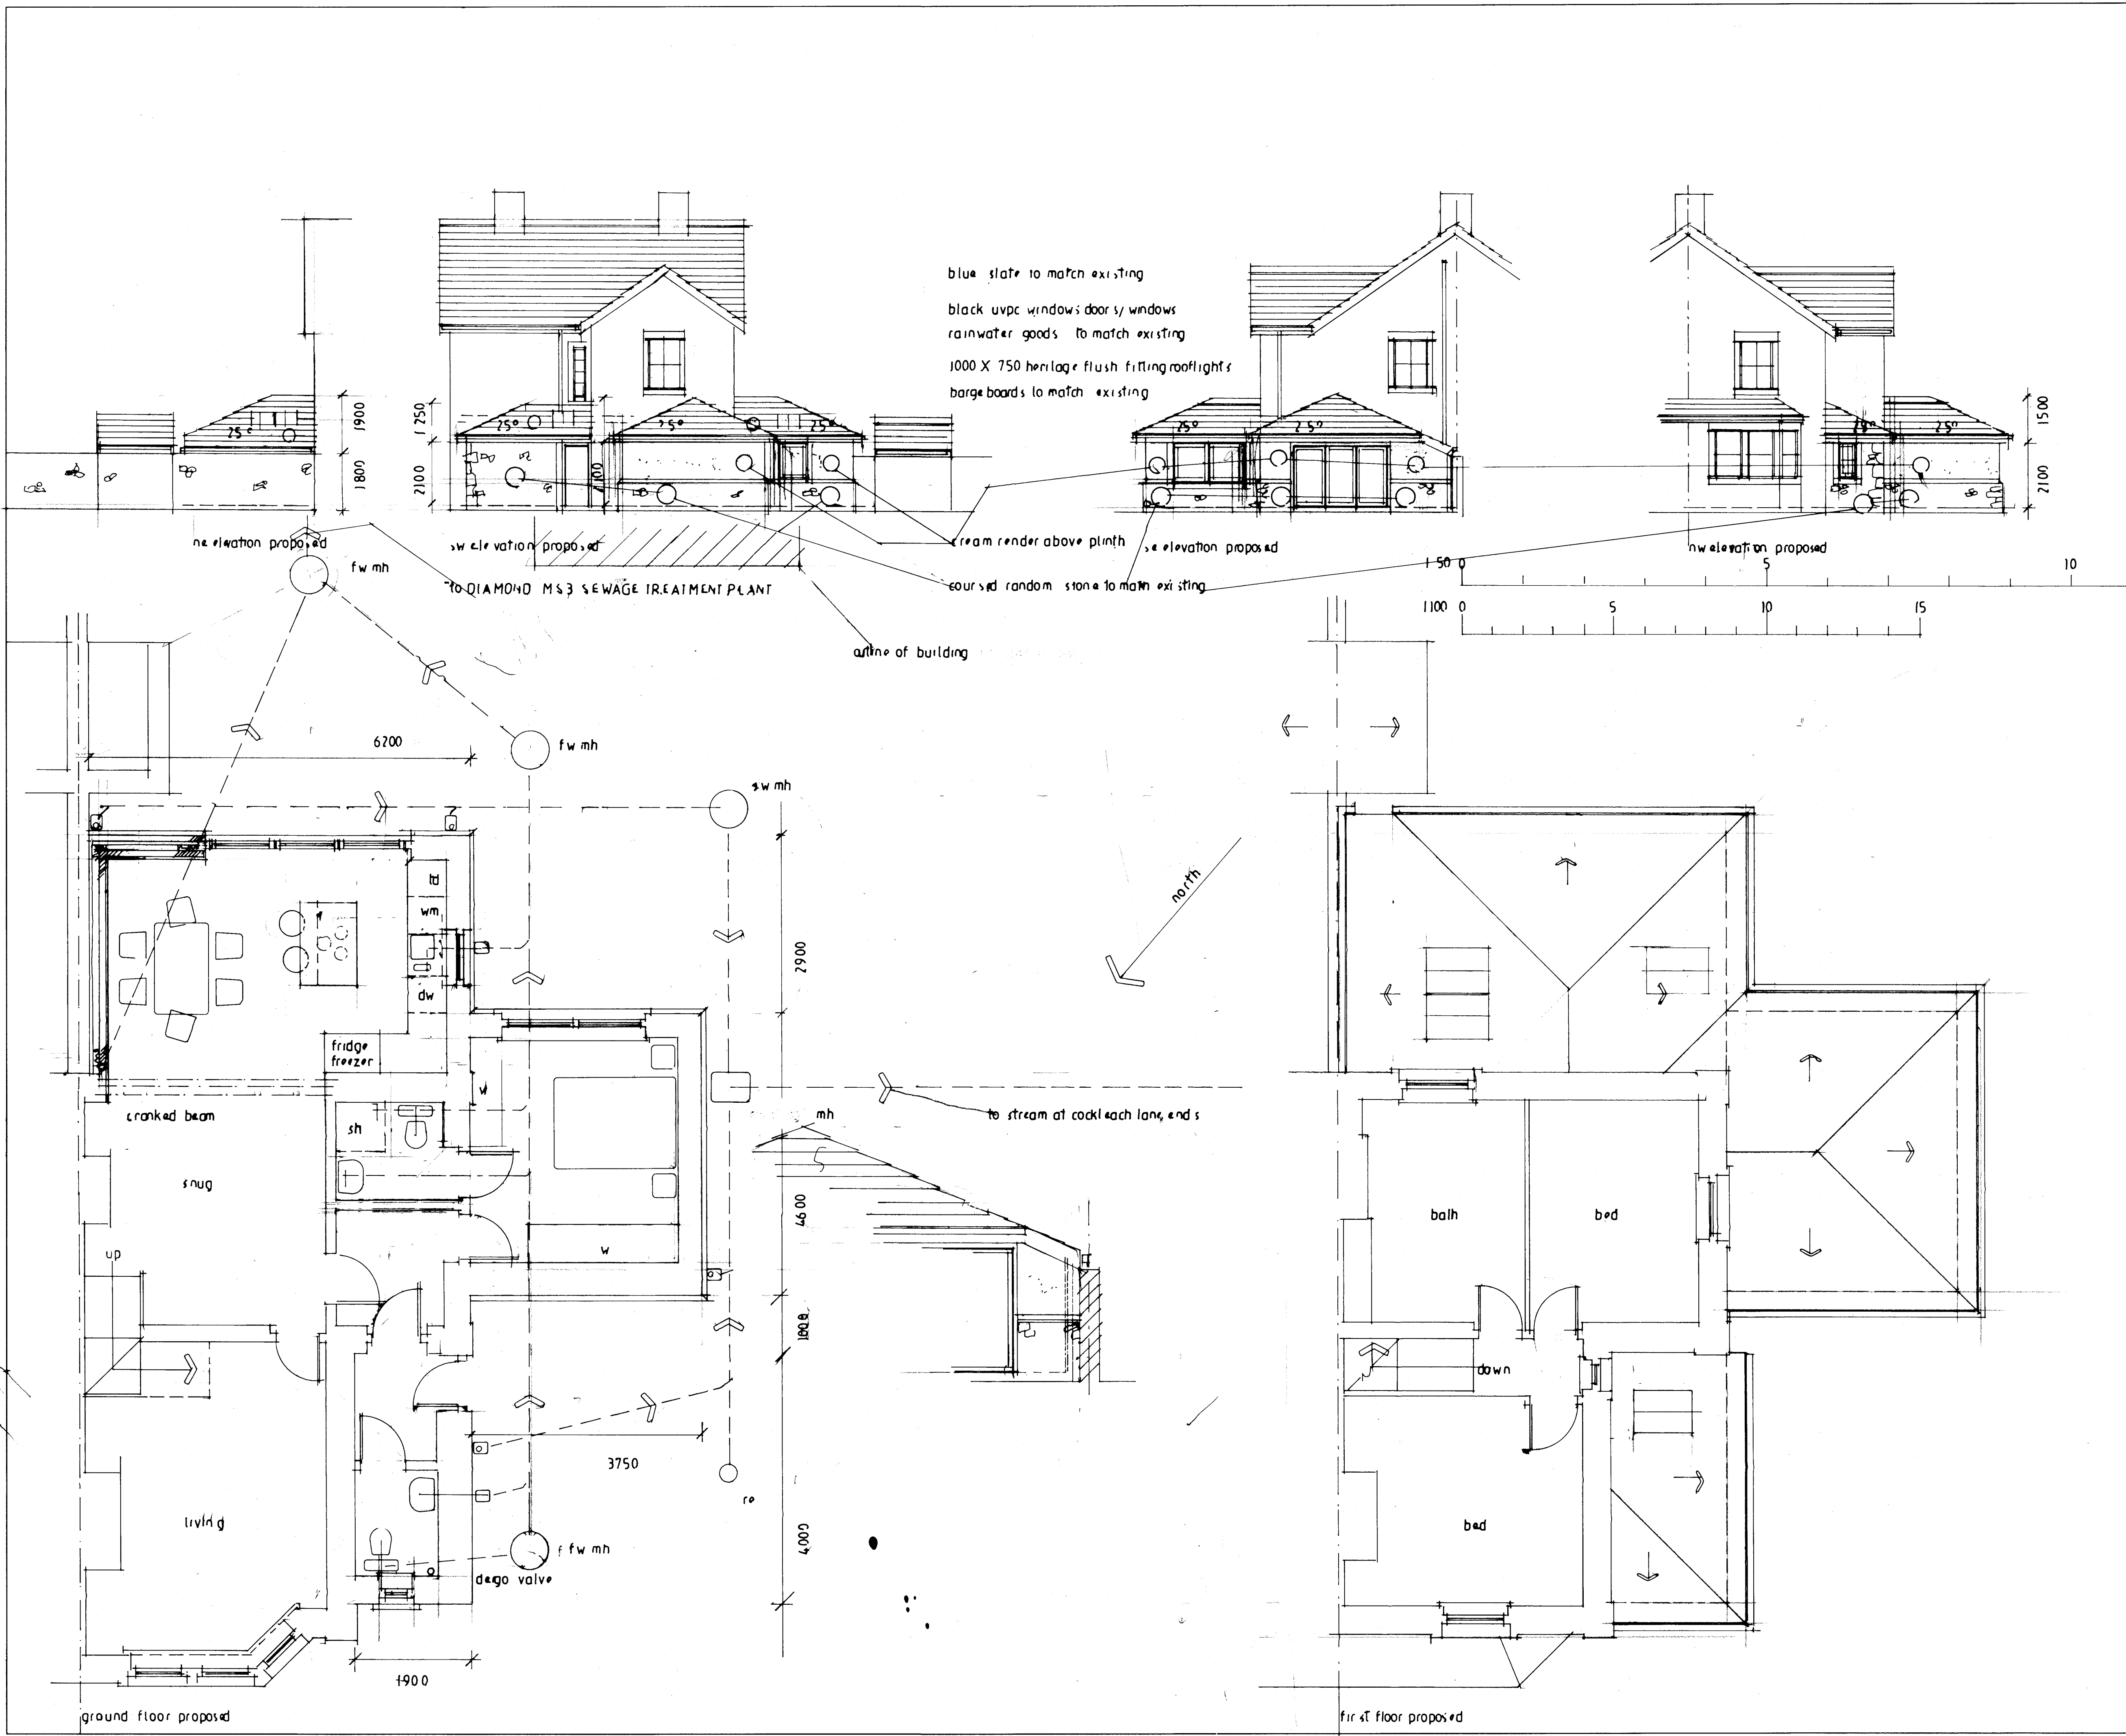 blue slate to match existing
black uvpc windows doors/ windows
rainwater goods to match existing
1000 X 750 heritage flush fitting rooflights
bargeboards to match existing
25°
1900
1800
1250
2100
25°
25°
25°
2100
25°
25°
25°
25°
1500
2100
ne elevation proposed
sw elevation proposed
cream render above plinth
se elevation proposed
nw elevation proposed
fw mh
to DIAMOND MS3 SEWAGE TREATMENT PLANT
coursed random stone to match existing
1 50 0 5 10
1100 0 5 10 15
outline of building
6200
fw mh
sw mh
north
td
wm
dw
2900
fridge
freezer
cranked beam
w
sh
mh
to stream at cockleach lane ends
snug
4600
bath
bed
up
w
1800
down
3750
re
living
4000
bed
f fw mh
durgo valve
1900
ground floor proposed
first floor proposed